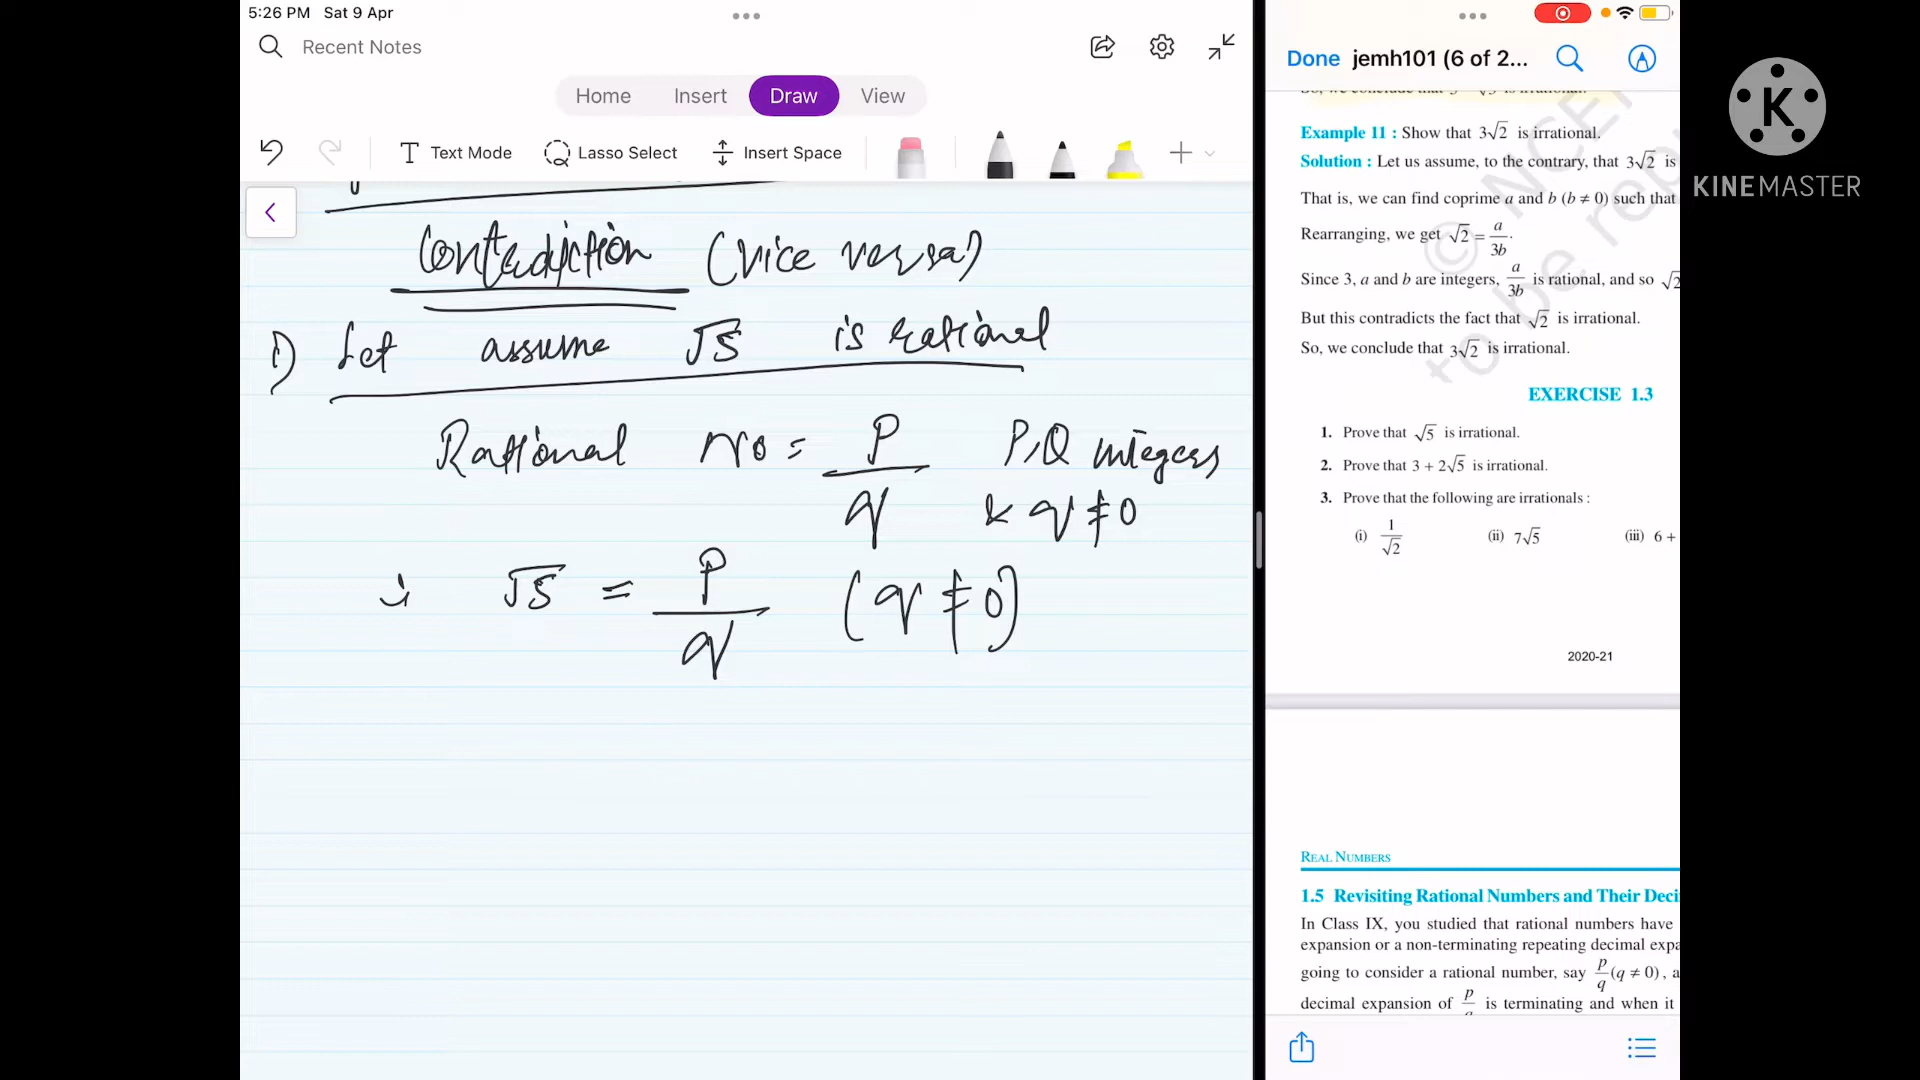 5:26 PM Sat 9 Apr
Recent Notes
Home Insert Draw View
Text Mode Lasso Select Insert Space
Contradiction (vice versa)
1) Let assume √5 is rational
Rational No = P/q P,Q integers
& q ≠ 0
∴ √5 = P/q (q ≠ 0)
Done jemh101 (6 of 2...
So, we conclude that
Example 11 : Show that 3√2 is irrational.
Solution : Let us assume, to the contrary, that 3√2 is
That is, we can find coprime a and b (b ≠ 0) such that
Rearranging, we get √2 = a/3b.
Since 3, a and b are integers, a/3b is rational, and so √2
But this contradicts the fact that √2 is irrational.
So, we conclude that 3√2 is irrational.
EXERCISE 1.3
1. Prove that √5 is irrational.
2. Prove that 3 + 2√5 is irrational.
3. Prove that the following are irrationals :
(i) 1/√2 (ii) 7√5 (iii) 6 +
2020-21
REAL NUMBERS
1.5 Revisiting Rational Numbers and Their Deci
In Class IX, you studied that rational numbers have
expansion or a non-terminating repeating decimal expa
going to consider a rational number, say p/q (q ≠ 0), a
decimal expansion of p/q is terminating and when it
K
KINEMASTER